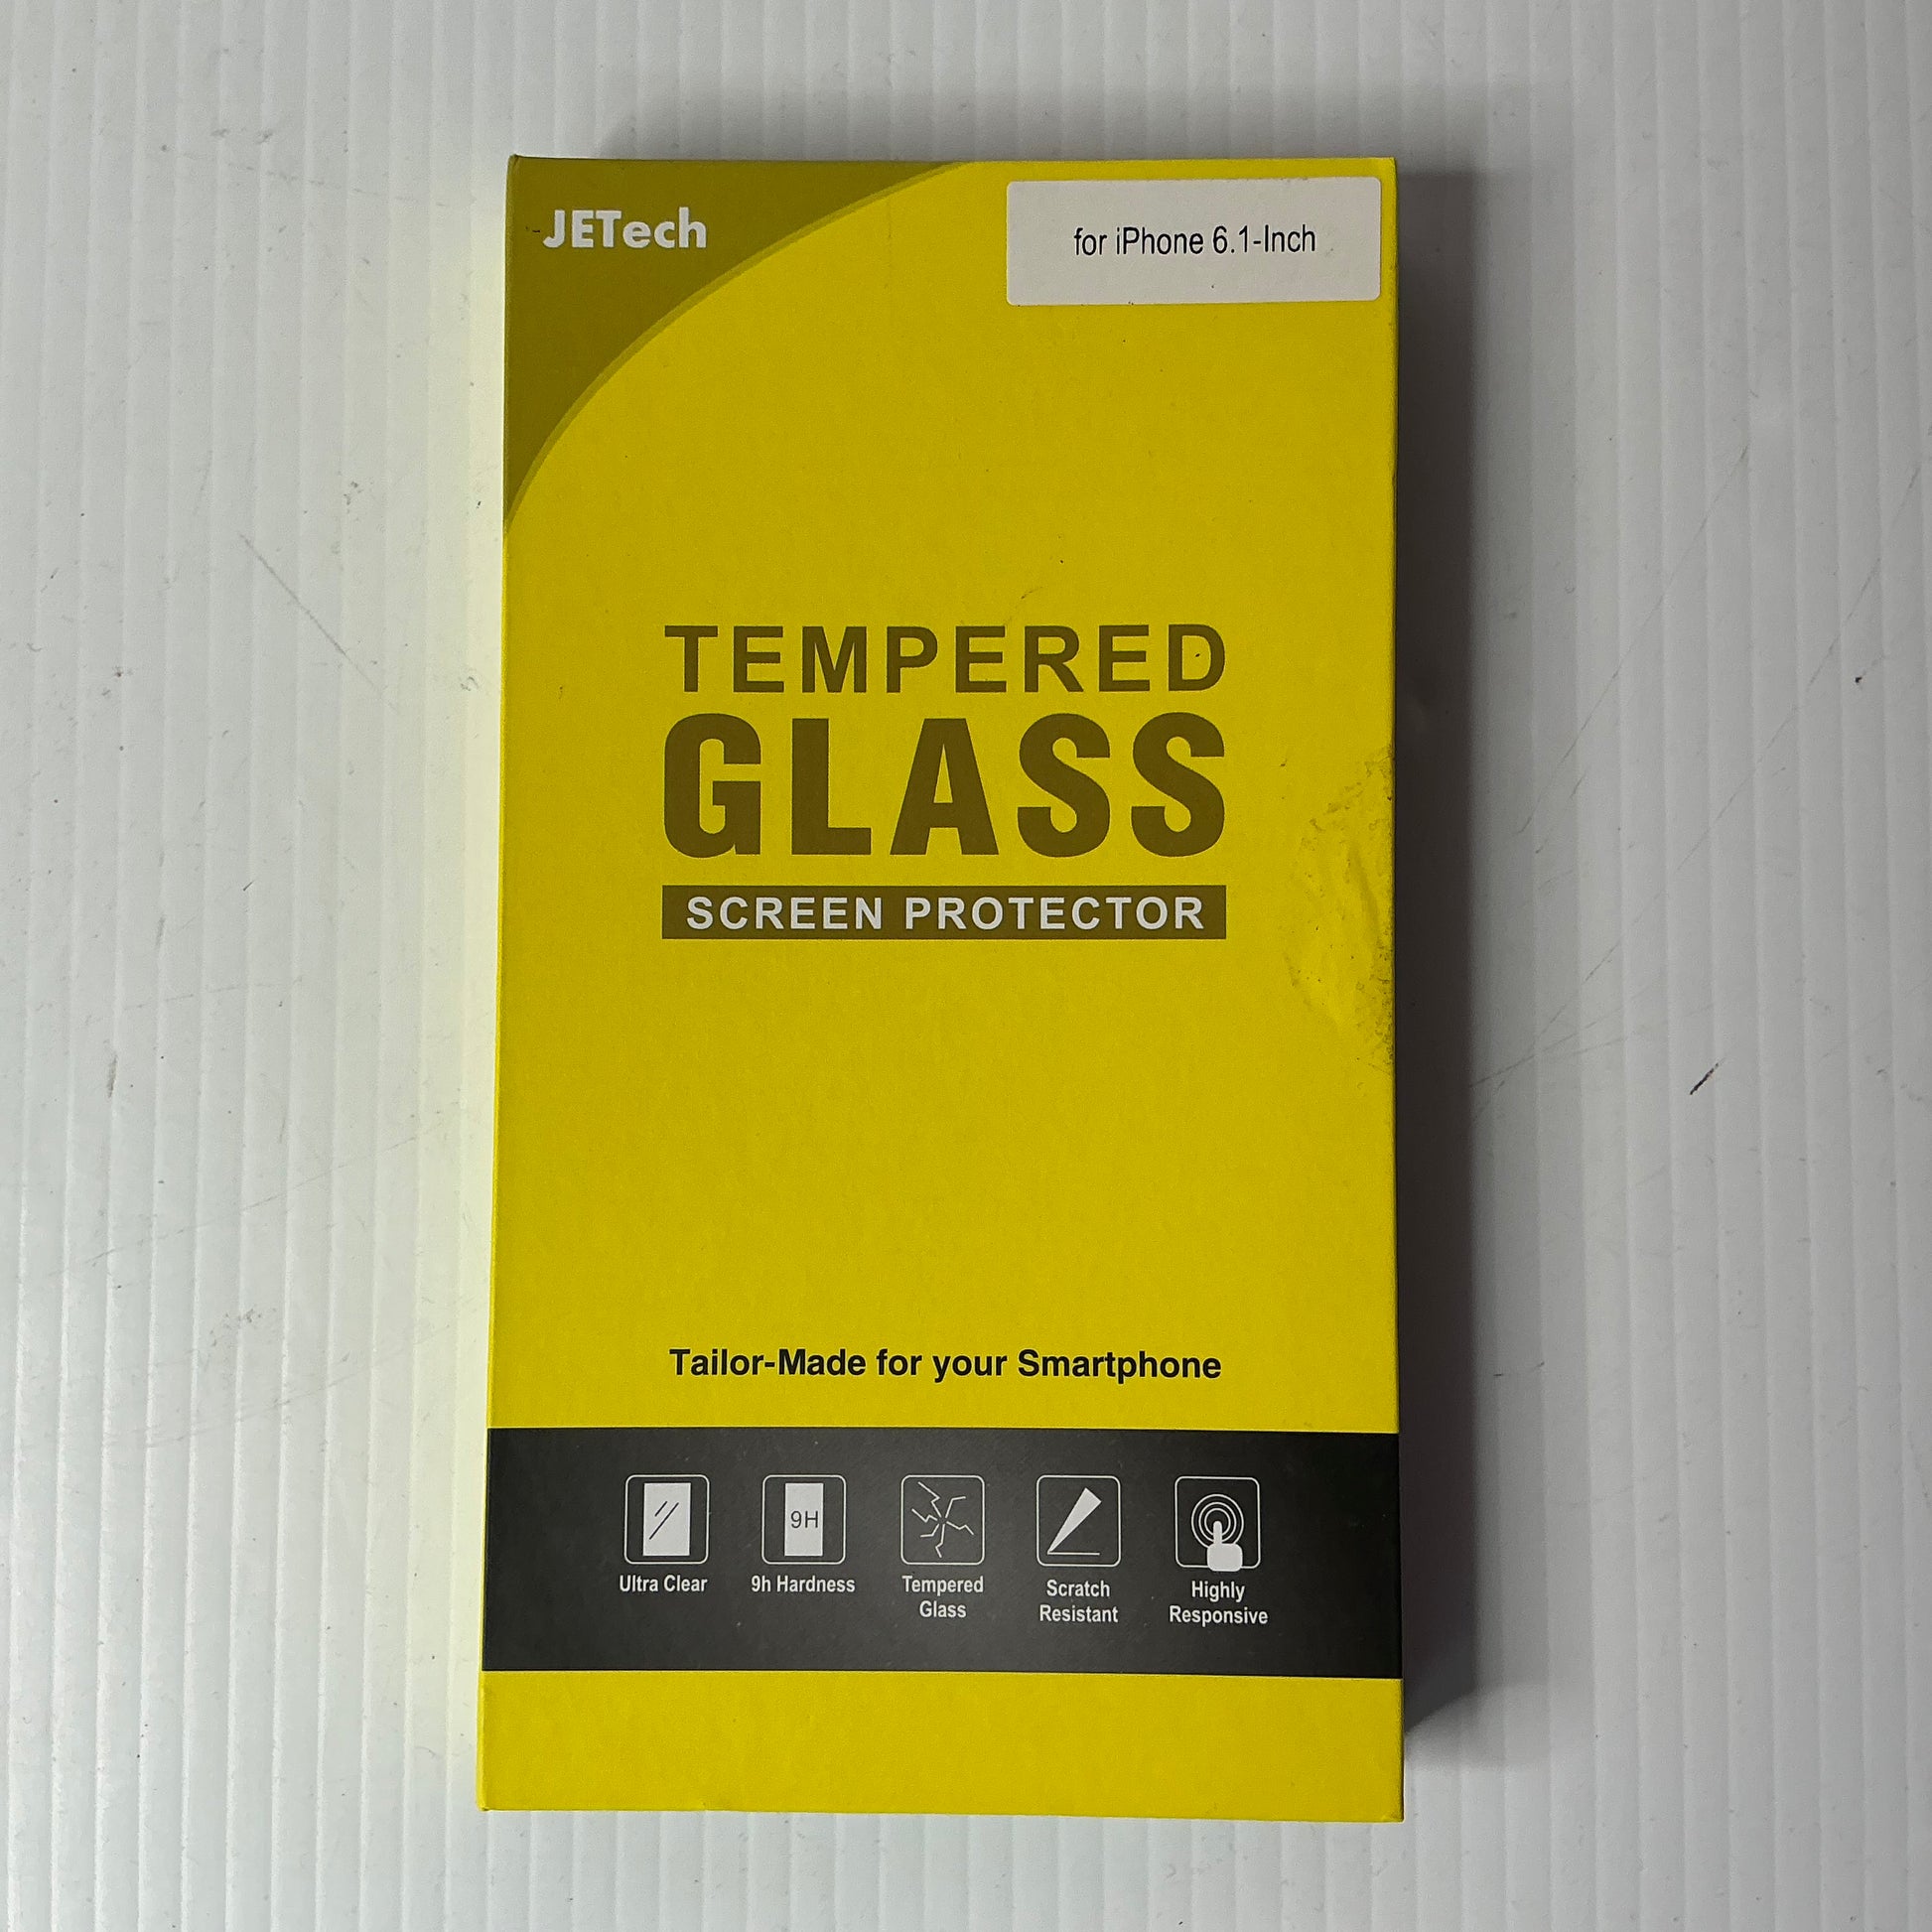 JETech
for iPhone 6.1-Inch
TEMPERED
GLASS
SCREEN PROTECTOR
Tailor-Made for your Smartphone
9H
Ultra Clear
9h Hardness
Tempered
Glass
Scratch
Resistant
Highly
Responsive